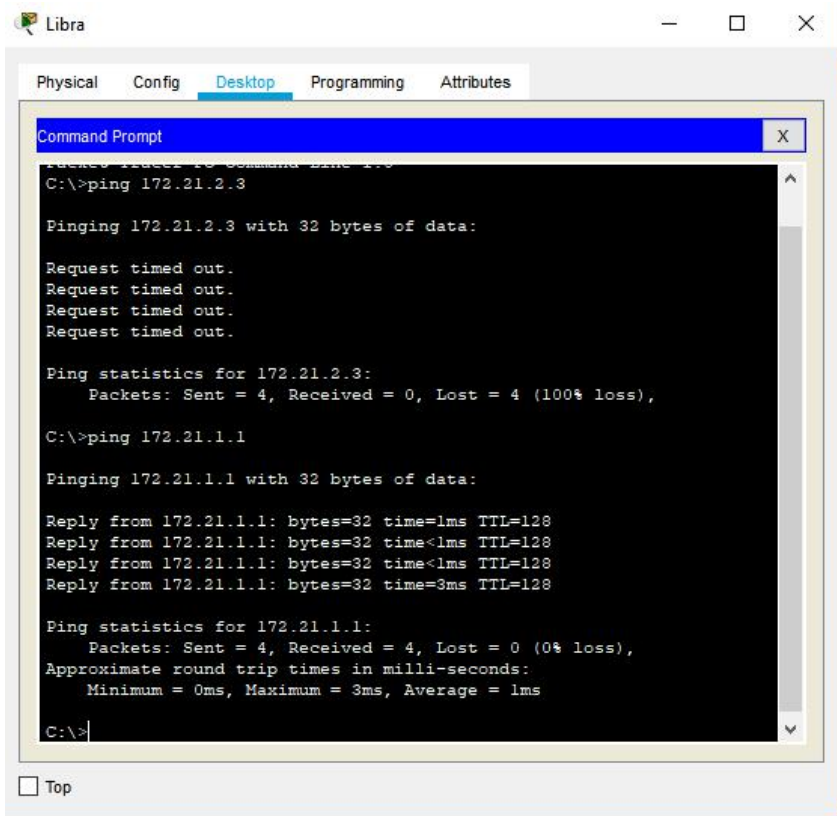 Libra
Physical Config Desktop Programming Attributes
Command Prompt
X
C:\>ping 172.21.2.3
Pinging 172.21.2.3 with 32 bytes of data:
Request timed out.
Request timed out.
Request timed out.
Request timed out.
Ping statistics for 172.21.2.3:
Packets: Sent = 4, Received = 0, Lost = 4 (100% loss),
C:\>ping 172.21.1.1
Pinging 172.21.1.1 with 32 bytes of data:
Reply from 172.21.1.1: bytes=32 time=1ms TTL=128
Reply from 172.21.1.1: bytes=32 time<1ms TTL=128
Reply from 172.21.1.1: bytes=32 time<1ms TTL=128
Reply from 172.21.1.1: bytes=32 time=3ms TTL=128
Ping statistics for 172.21.1.1:
Packets: Sent = 4, Received = 4, Lost = 0 (0% loss),
Approximate round trip times in milli-seconds:
Minimum = 0ms, Maximum = 3ms, Average = 1ms
C:\>
Top